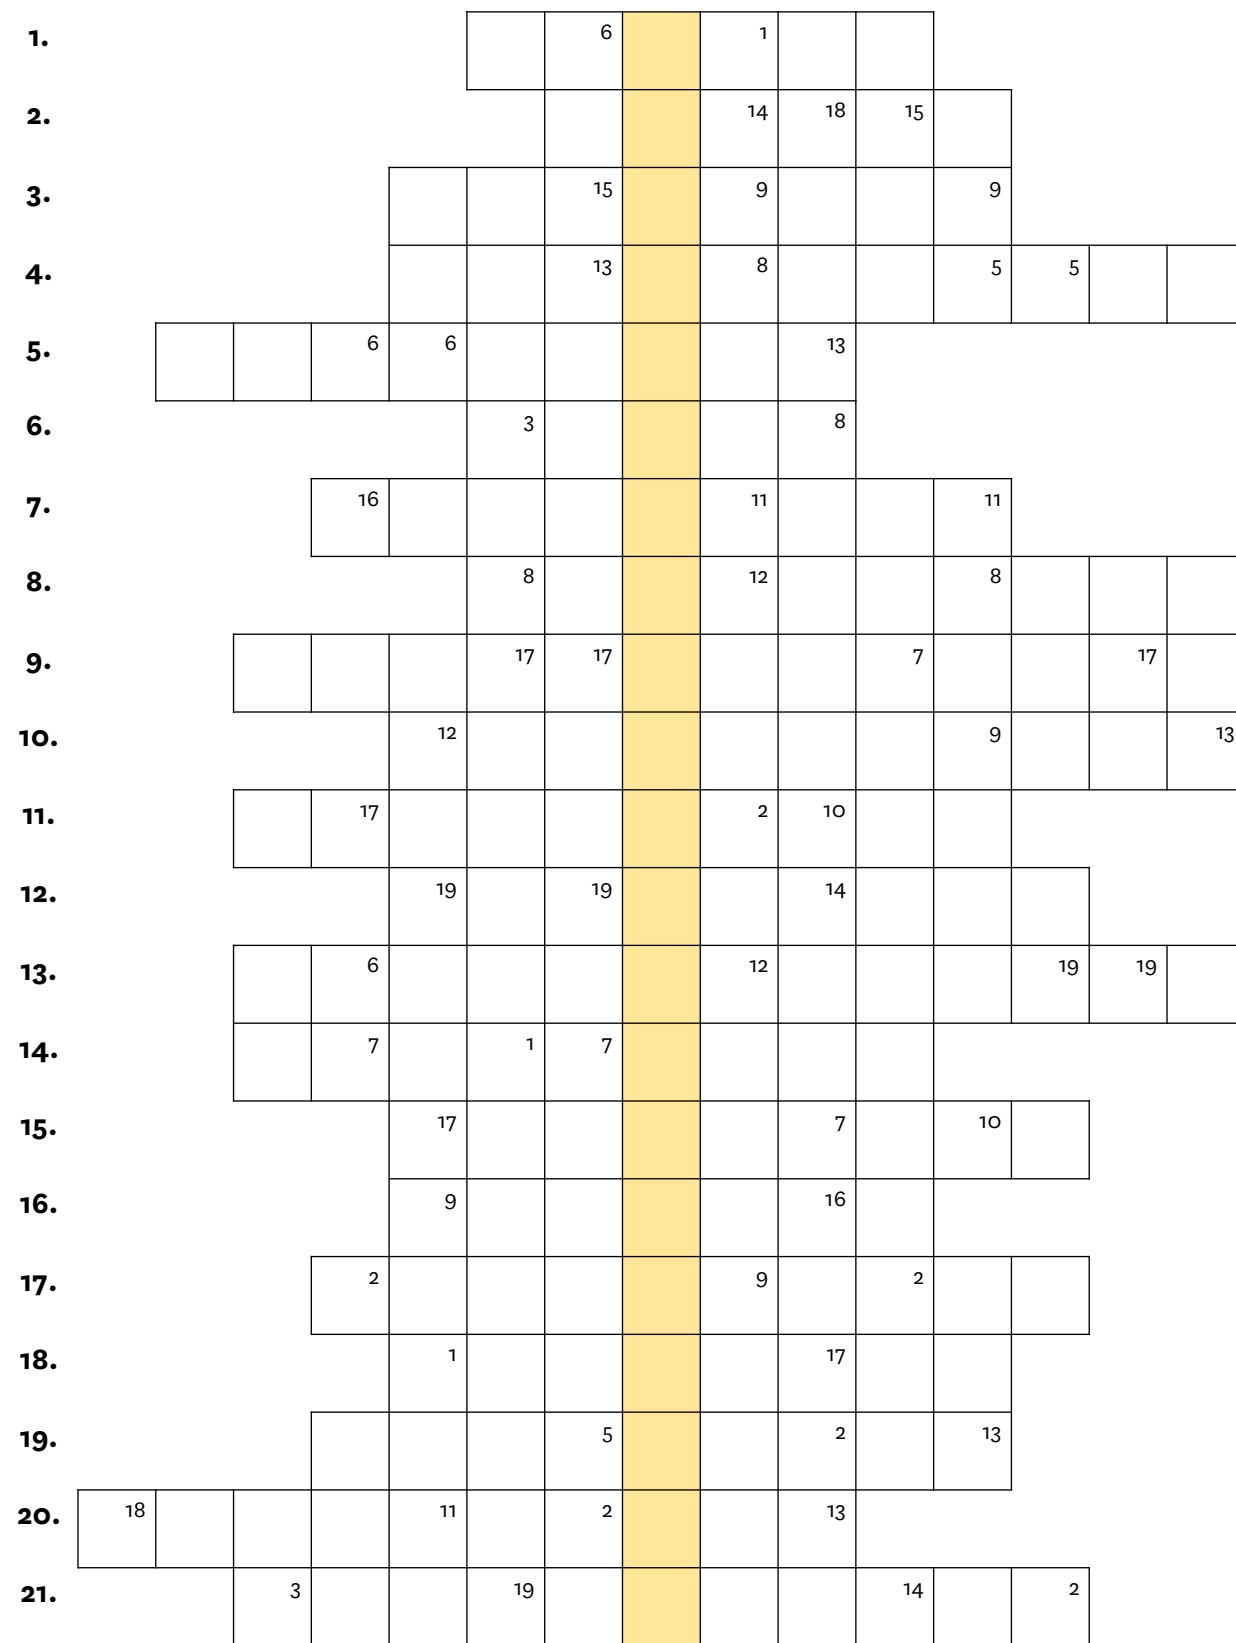 1. 6 1
2. 14 18 15
3. 15 9 9
4. 13 8 5 5
5. 6 6 13
6. 3 8
7. 16 11 11
8. 8 12 8
9. 17 17 7 17
10. 12 9 13
11. 17 2 10
12. 19 19 14
13. 6 12 19 19
14. 7 1 7
15. 17 7 10
16. 9 16
17. 2 9 2
18. 1 17
19. 5 2 13
20. 18 11 2 13
21. 3 19 14 2